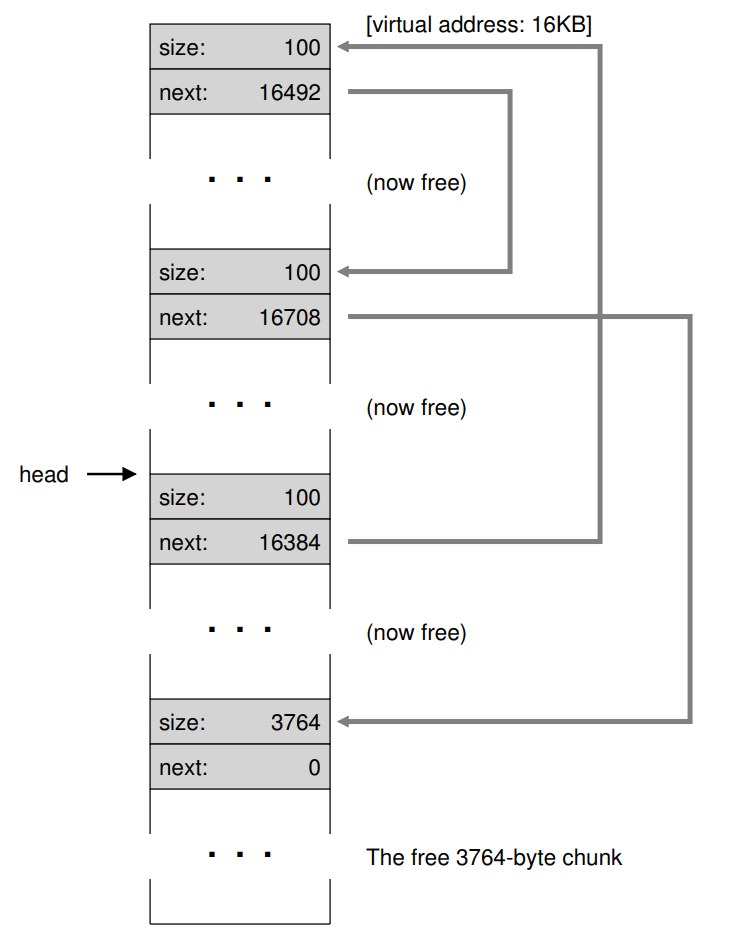 [virtual address: 16KB]
size: 100
next: 16492
. . .
(now free)
size: 100
next: 16708
. . .
(now free)
head
size: 100
next: 16384
. . .
(now free)
size: 3764
next: 0
. . .
The free 3764-byte chunk